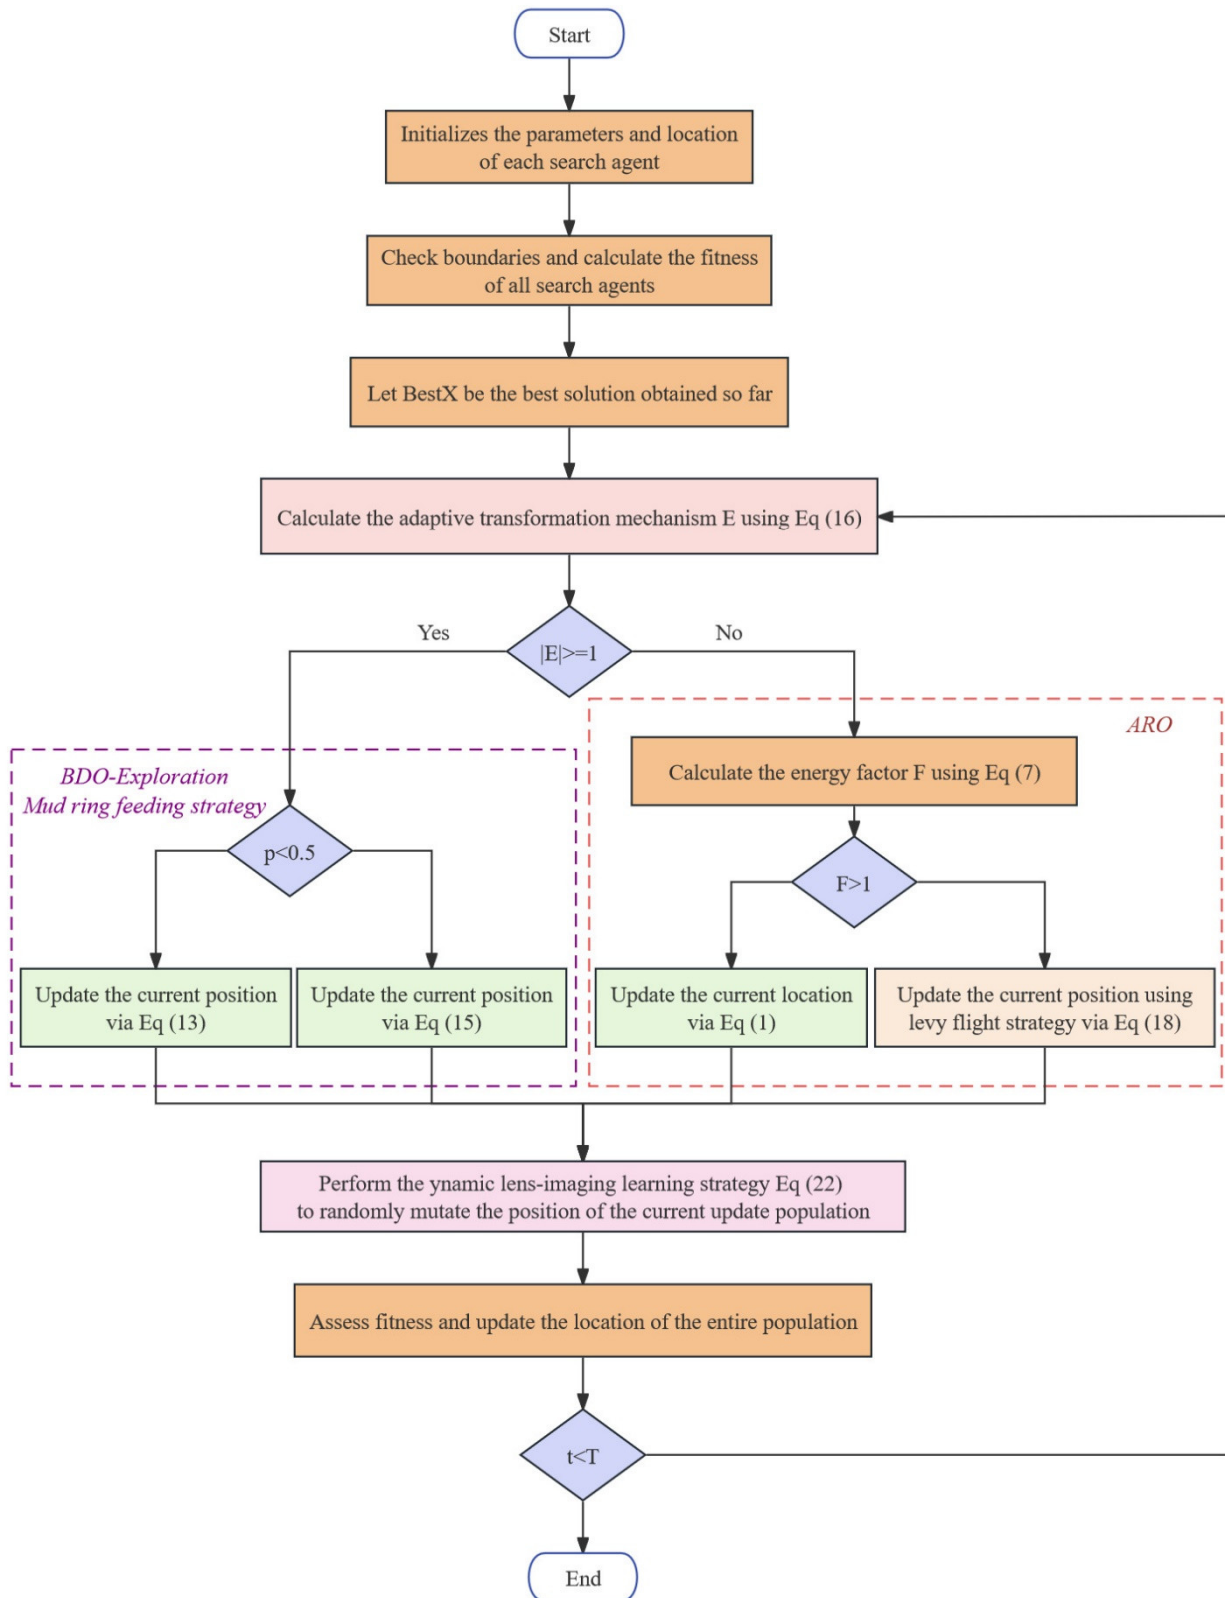 Start
Initializes the parameters and location
of each search agent
Check boundaries and calculate the fitness
of all search agents
Let BestX be the best solution obtained so far
Calculate the adaptive transformation mechanism E using Eq (16)
|E|>=1
Yes
No
BDO-Exploration
Mud ring feeding strategy
p<0.5
Update the current position
via Eq (13)
Update the current position
via Eq (15)
ARO
Calculate the energy factor F using Eq (7)
F>1
Update the current location
via Eq (1)
Update the current position using
levy flight strategy via Eq (18)
Perform the ynamic lens-imaging learning strategy Eq (22)
to randomly mutate the position of the current update population
Assess fitness and update the location of the entire population
t<T
End